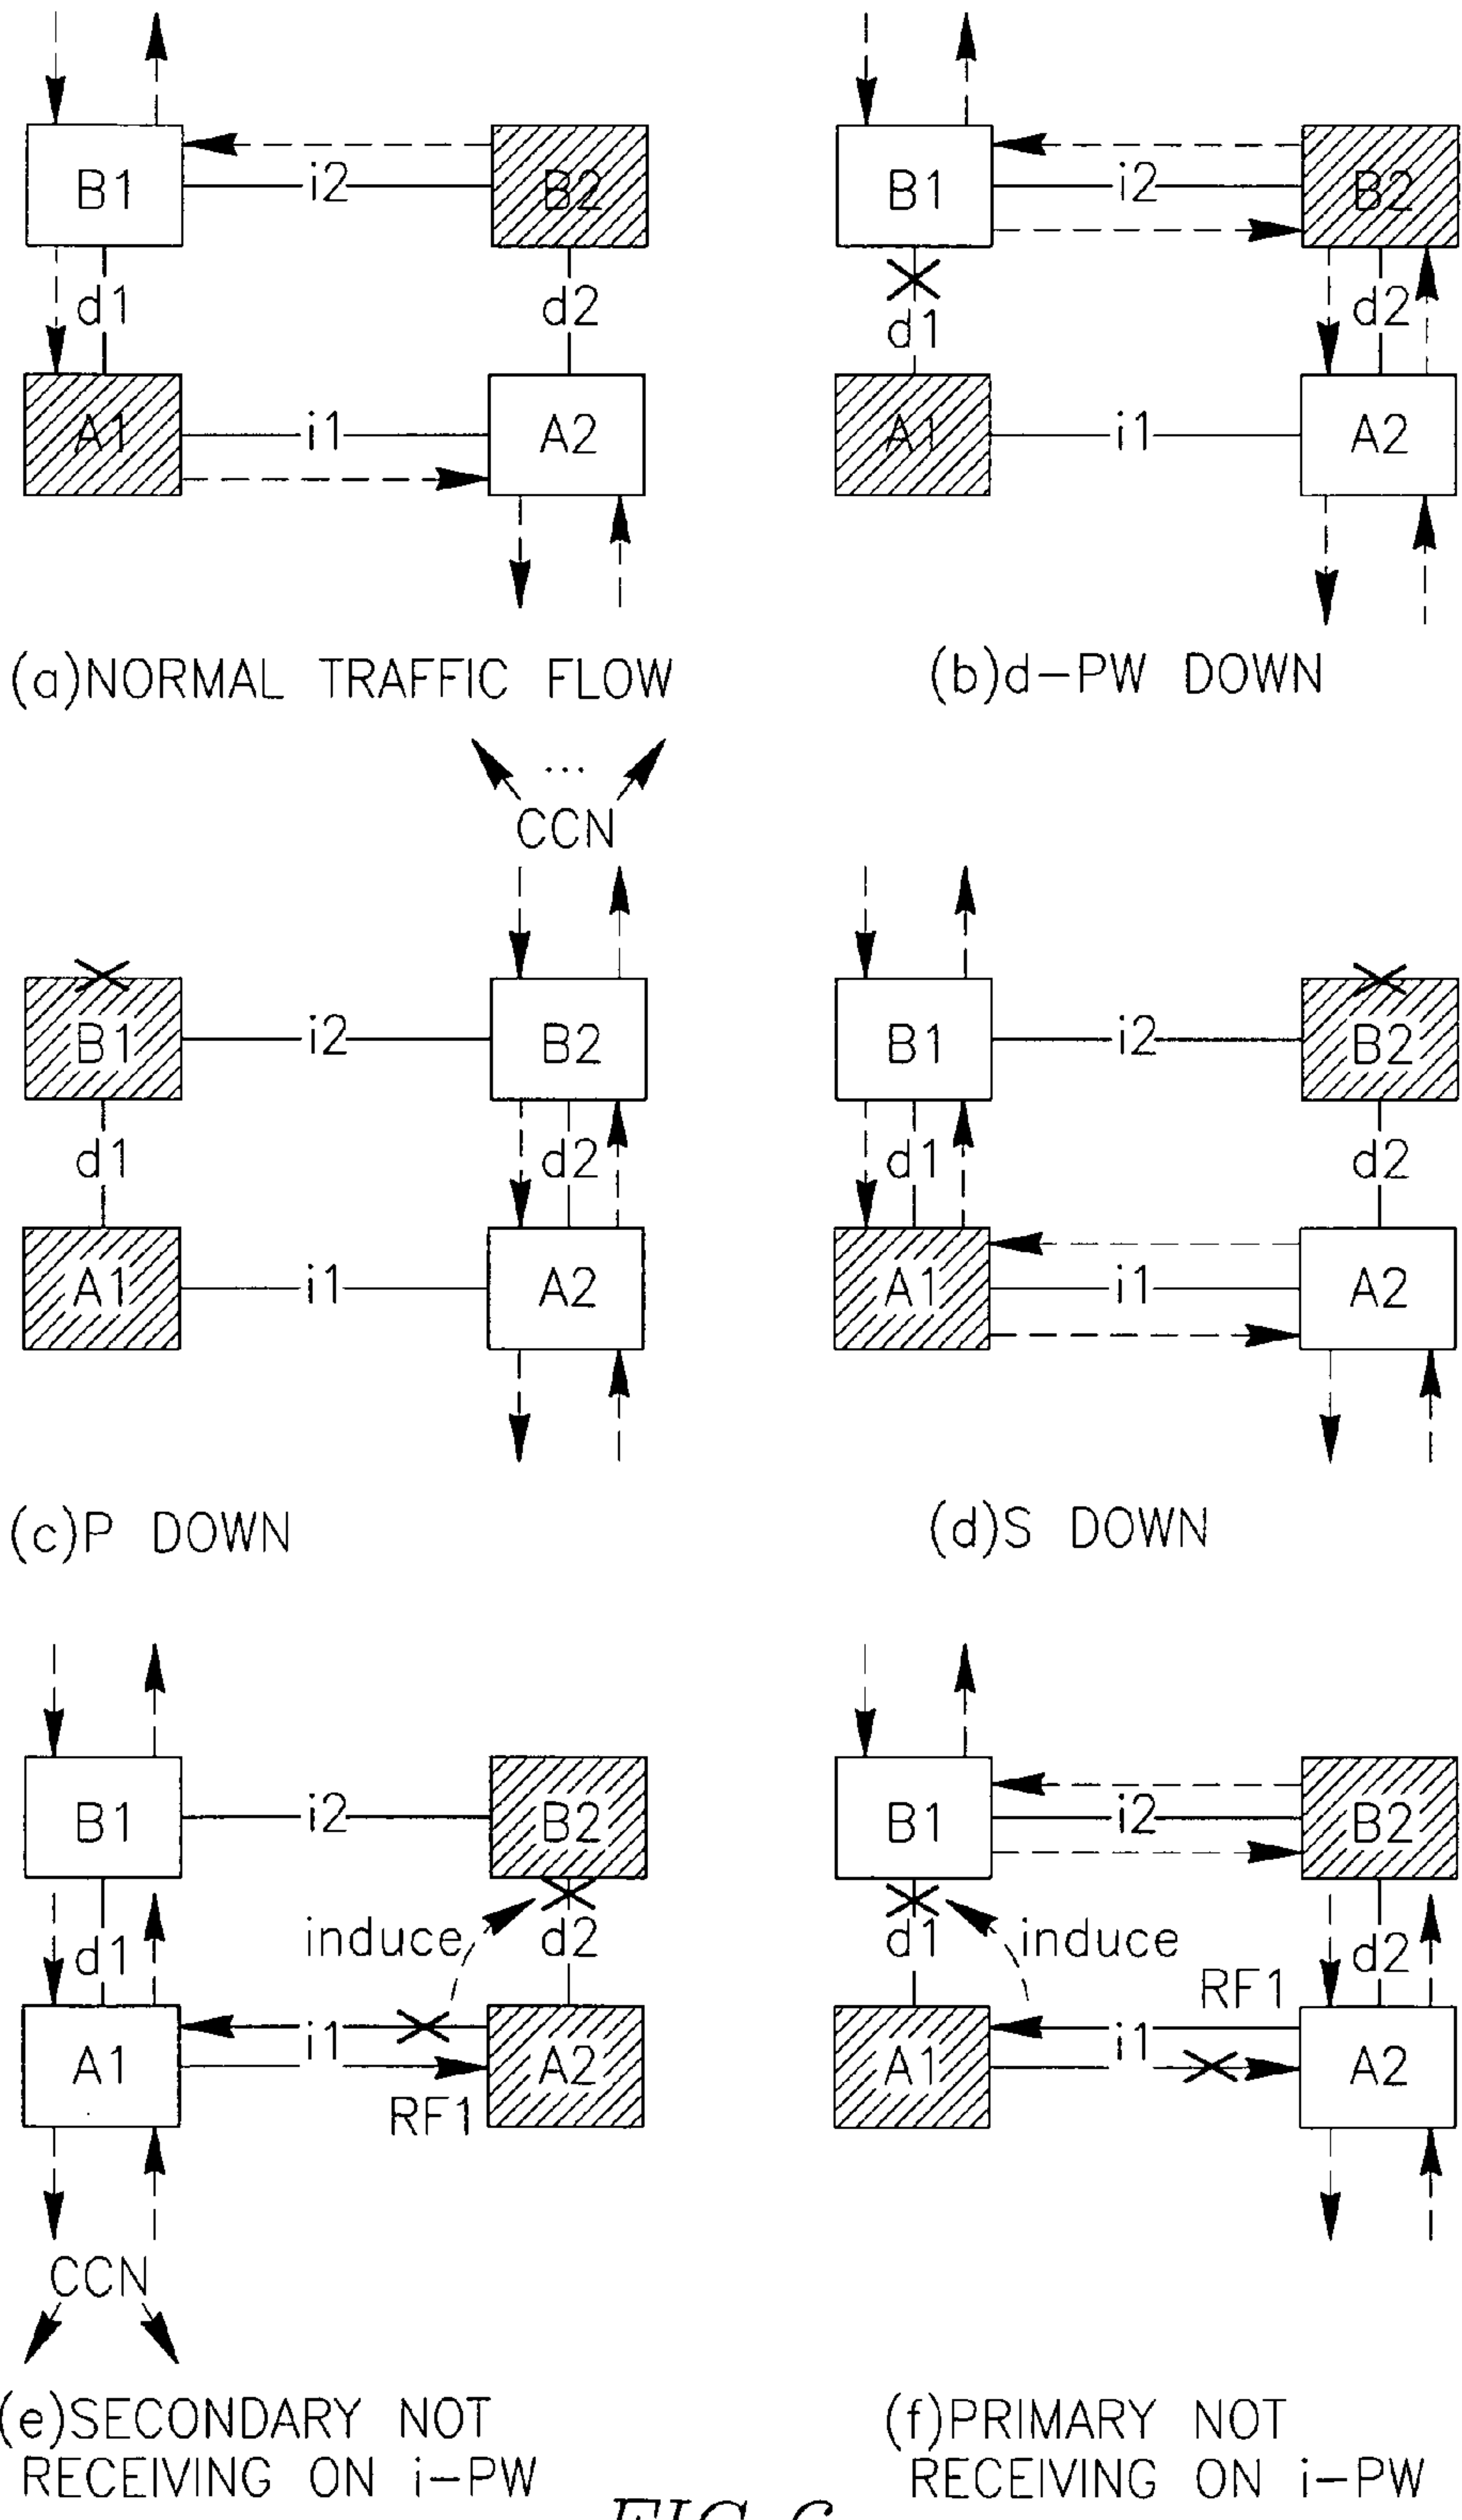 B1 i2 B2 B1 i2 B2
d1 d2 d1 d2
A1 i1 A2 A1 i1 A2
(a)NORMAL TRAFFIC FLOW (b)d-PW DOWN
...
CCN
B1 i2 B2 B1 i2 B2
d1 d2 d1 d2
A1 i1 A2 A1 i1 A2
(c)P DOWN (d)S DOWN
B1 i2 B2 B1 i2 B2
induce d2 d1 induce
d1 RF1 d2
A1 i1 A2 A1 i1 A2
RF1
CCN
(e)SECONDARY NOT (f)PRIMARY NOT
RECEIVING ON i-PW RECEIVING ON i-PW